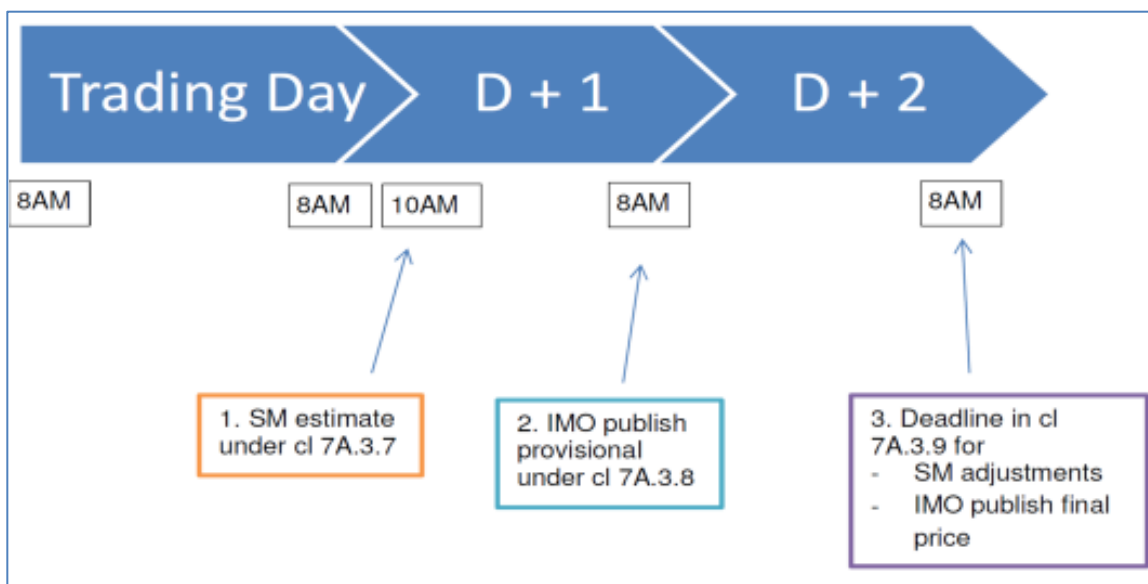 Trading Day
D + 1
D + 2
8AM
8AM
10AM
8AM
8AM
1. SM estimate
under cl 7A.3.7
2. IMO publish
provisional
under cl 7A.3.8
3. Deadline in cl
7A.3.9 for
- SM adjustments
- IMO publish final
price